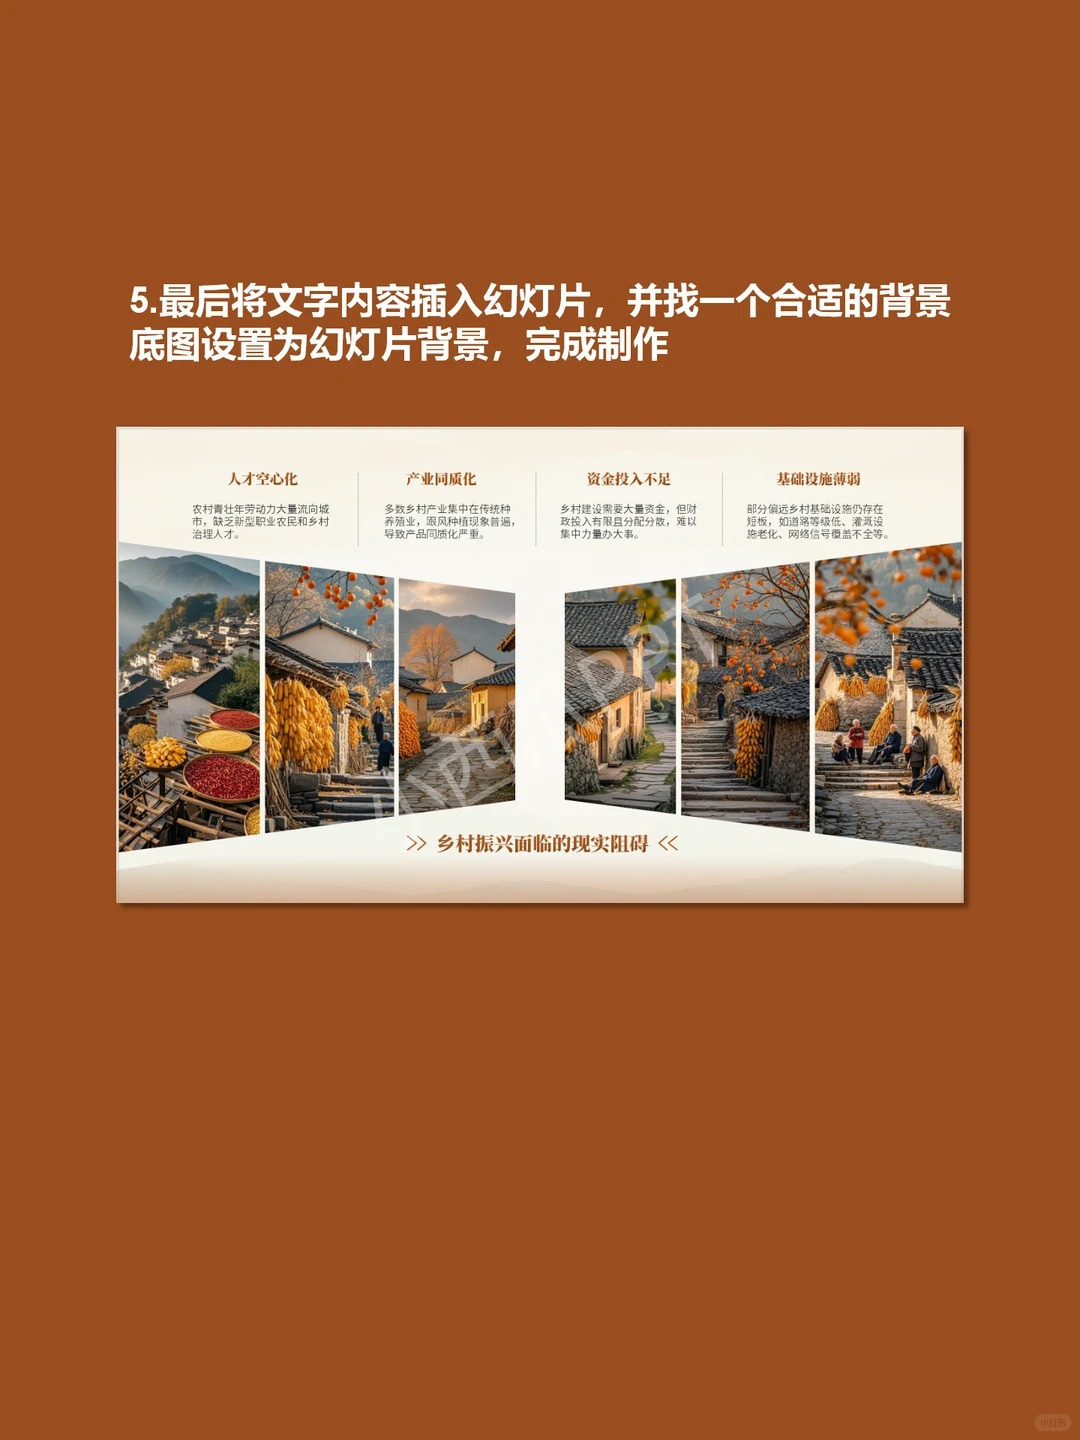 5.最后将文字内容插入幻灯片，并找一个合适的背景
底图设置为幻灯片背景，完成制作
人才空心化
农村青壮年劳动力大量流向城
市，缺乏新型职业农民和乡村
治理人才。
产业同质化
多数乡村产业集中在传统种
养殖业，跟风种植现象普遍，
导致产品同质化严重。
资金投入不足
乡村建设需要大量资金，但财
政投入有限且分配分散，难以
集中力量办大事。
基础设施薄弱
部分偏远乡村基础设施仍存在
短板，如道路等级低、灌溉设
施老化、网络信号覆盖不全等。
>> 乡村振兴面临的现实阻碍 <<